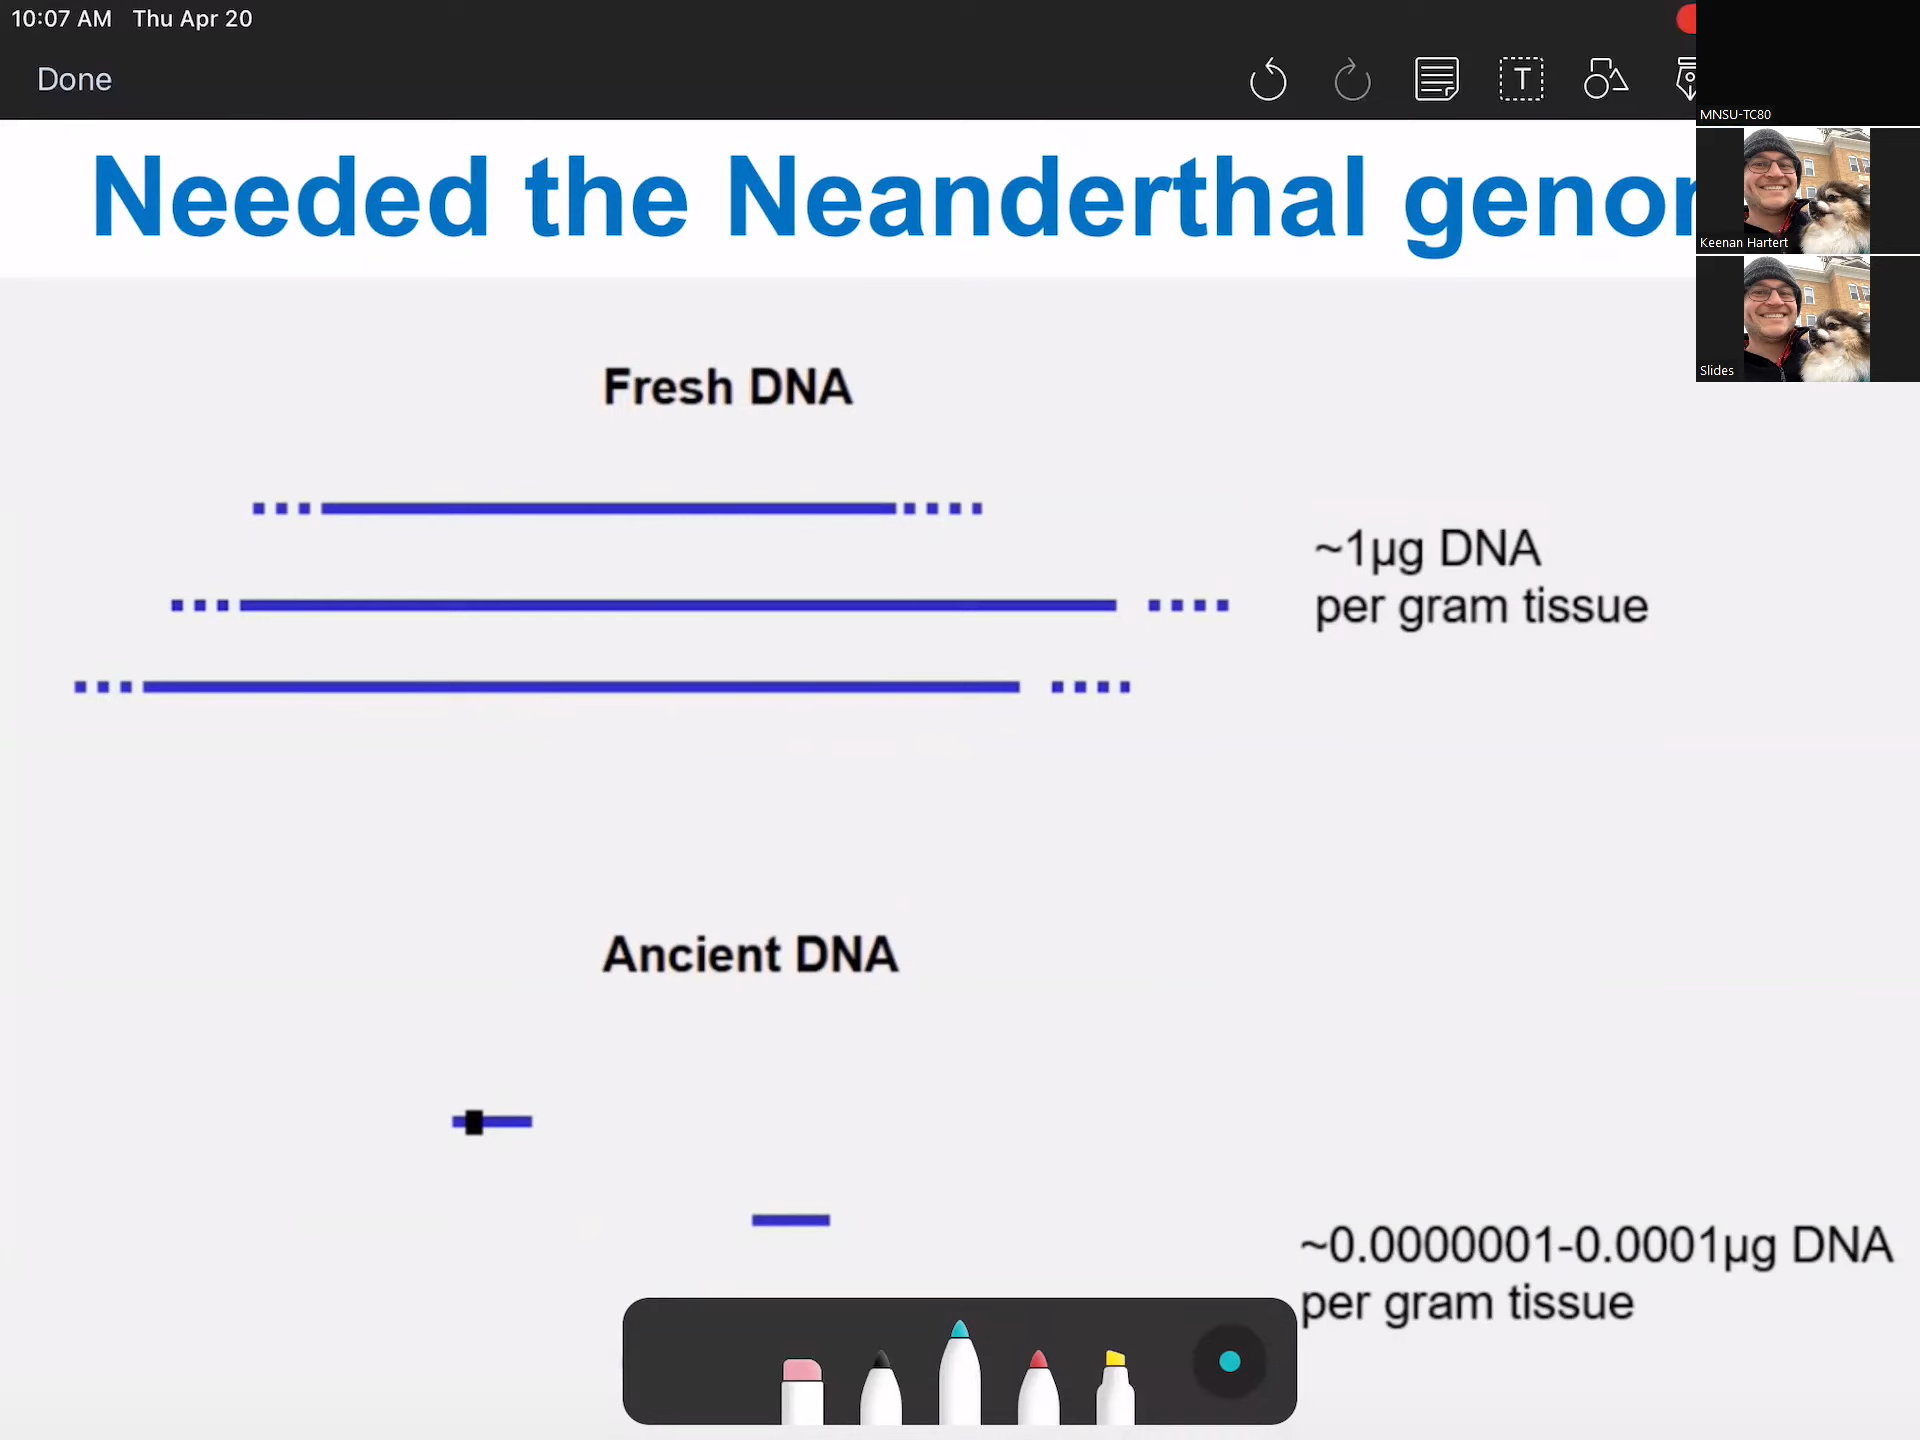 10:07 AM Thu Apr 20
Done
T
MNSU-TC80
Needed the Neanderthal
Keenan Hartert
Slides
Fresh DNA
~1µg DNA
per gram tissue
Ancient DNA
~0.0000001-0.0001µg DNA
per gram tissue